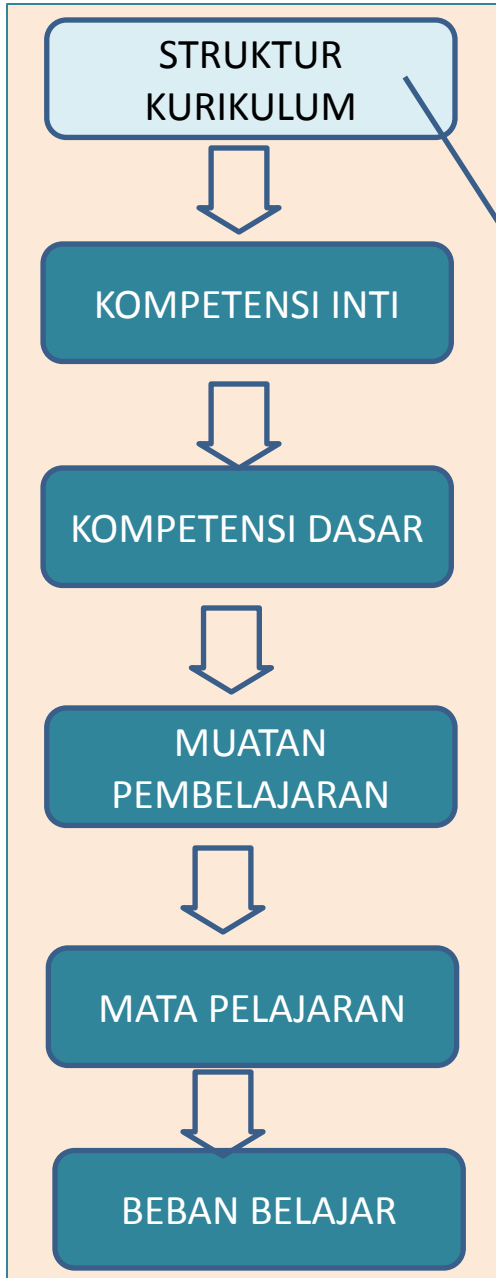 STRUKTUR
KURIKULUM
KOMPETENSI INTI
KOMPETENSI DASAR
MUATAN
PEMBELAJARAN
MATA PELAJARAN
BEBAN BELAJAR